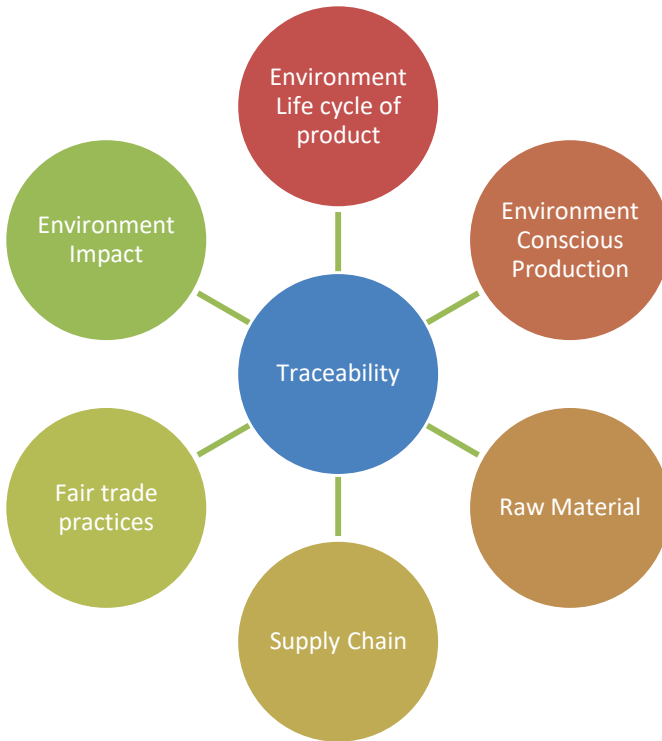 Environment
Life cycle of
product
Environment
Impact
Environment
Conscious
Production
Traceability
Fair trade
practices
Raw Material
Supply Chain